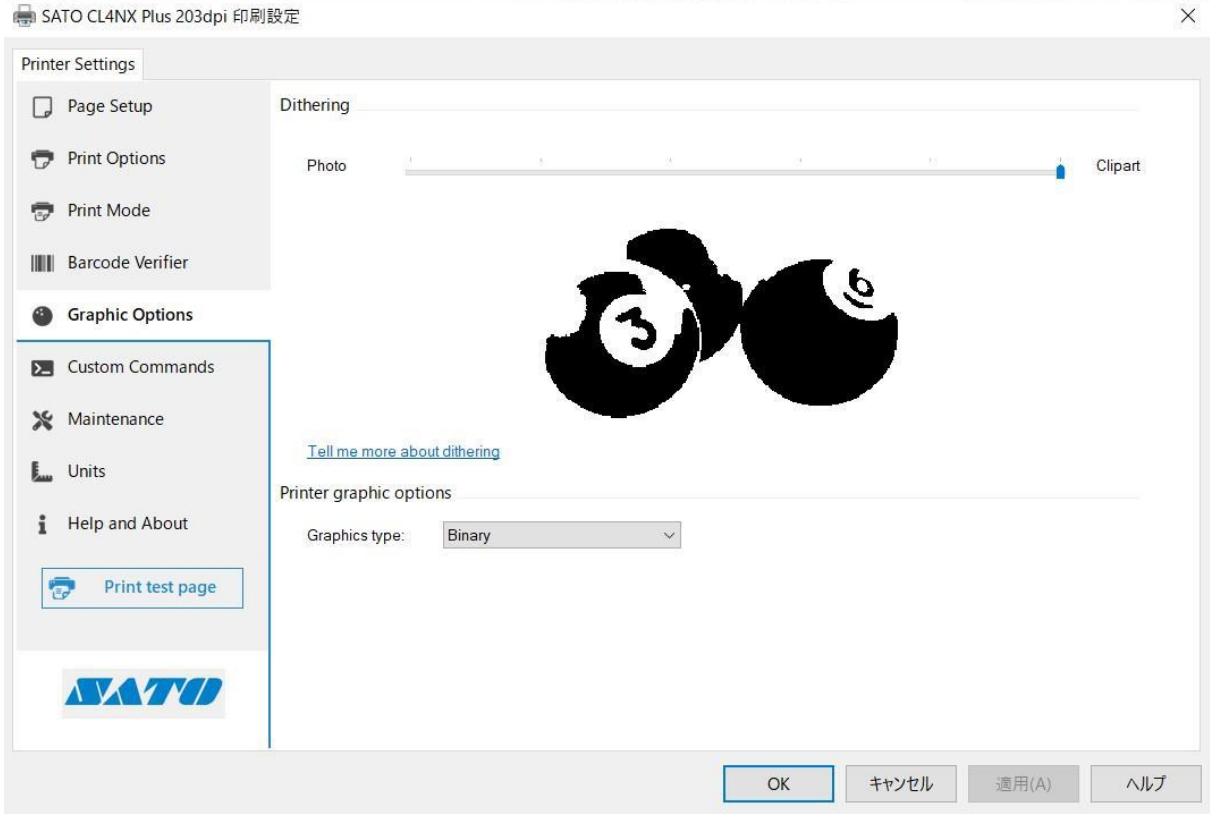 SATO CL4NX Plus 203dpi 印刷設定
Printer Settings
Page Setup
Print Options
Print Mode
Barcode Verifier
Graphic Options
Custom Commands
Maintenance
Units
Help and About
Print test page
SATO
Dithering
Photo
Clipart
3
6
Tell me more about dithering
Printer graphic options
Graphics type:
Binary
OK
キャンセル
適用(A)
ヘルプ